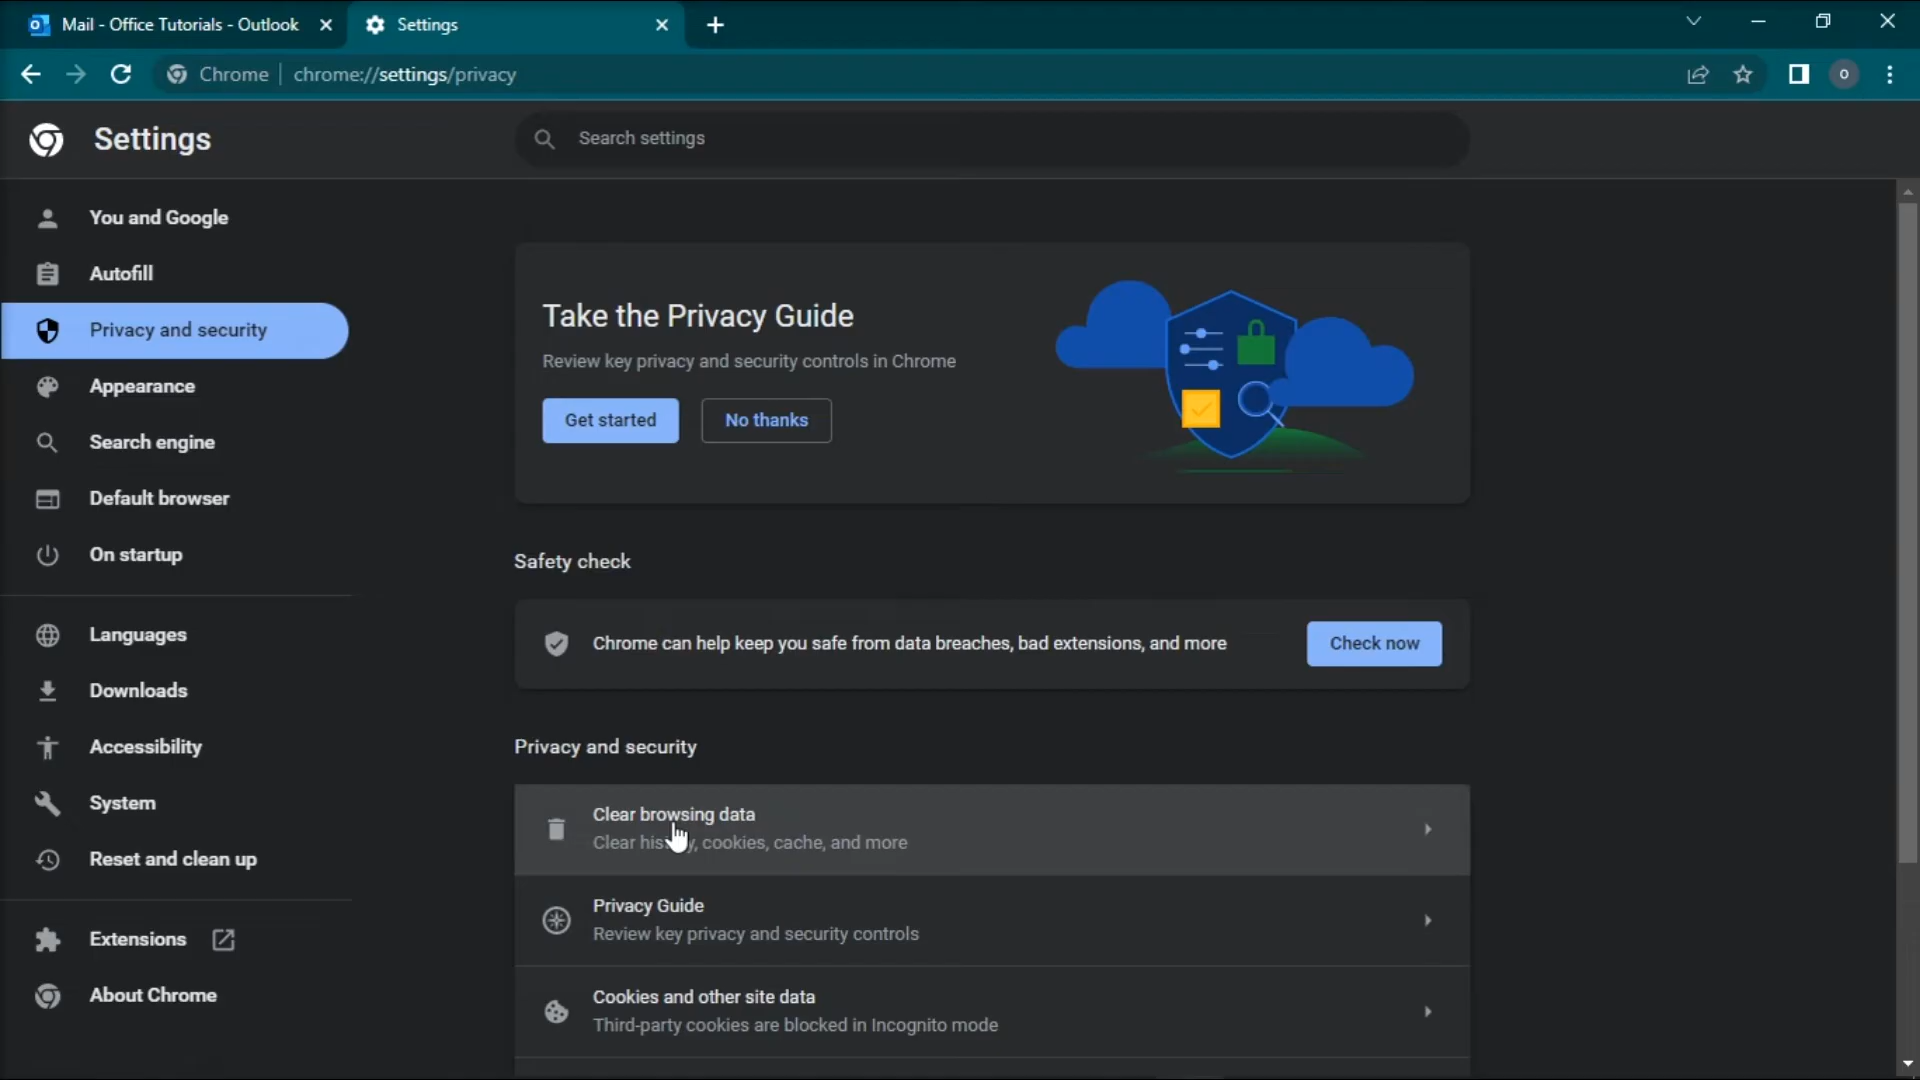 Mail - Office Tutorials - Outlook
Settings
Chrome
chrome://settings/privacy
o
Settings
Search settings
You and Google
Autofill
Privacy and security
Appearance
Search engine
Default browser
On startup
Languages
Downloads
Accessibility
System
Reset and clean up
Extensions
About Chrome
Take the Privacy Guide
Review key privacy and security controls in Chrome
Get started
No thanks
Safety check
Chrome can help keep you safe from data breaches, bad extensions, and more
Check now
Privacy and security
Clear browsing data
Clear history, cookies, cache, and more
Privacy Guide
Review key privacy and security controls
Cookies and other site data
Third-party cookies are blocked in Incognito mode